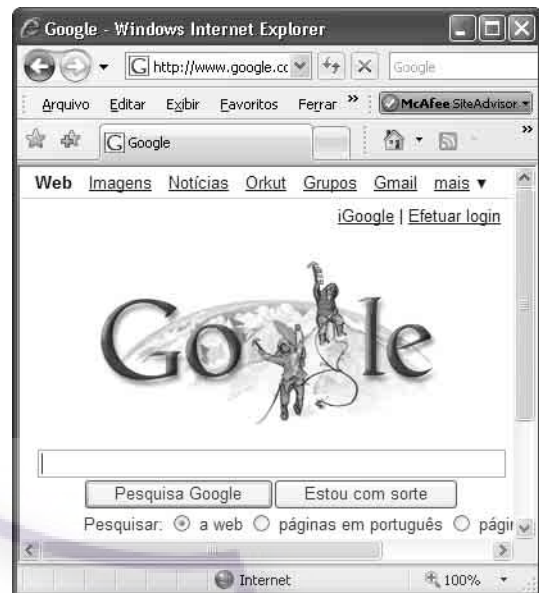 Google - Windows Internet Explorer
http://www.google.cc Google
Arquivo Editar Exibir Favoritos Ferrar » McAfee SiteAdvisor
Google »
Web Imagens Notícias Orkut Grupos Gmail mais ▼
iGoogle | Efetuar login
Google
Pesquisa Google Estou com sorte
Pesquisar: a web páginas em português págir
Internet 100%